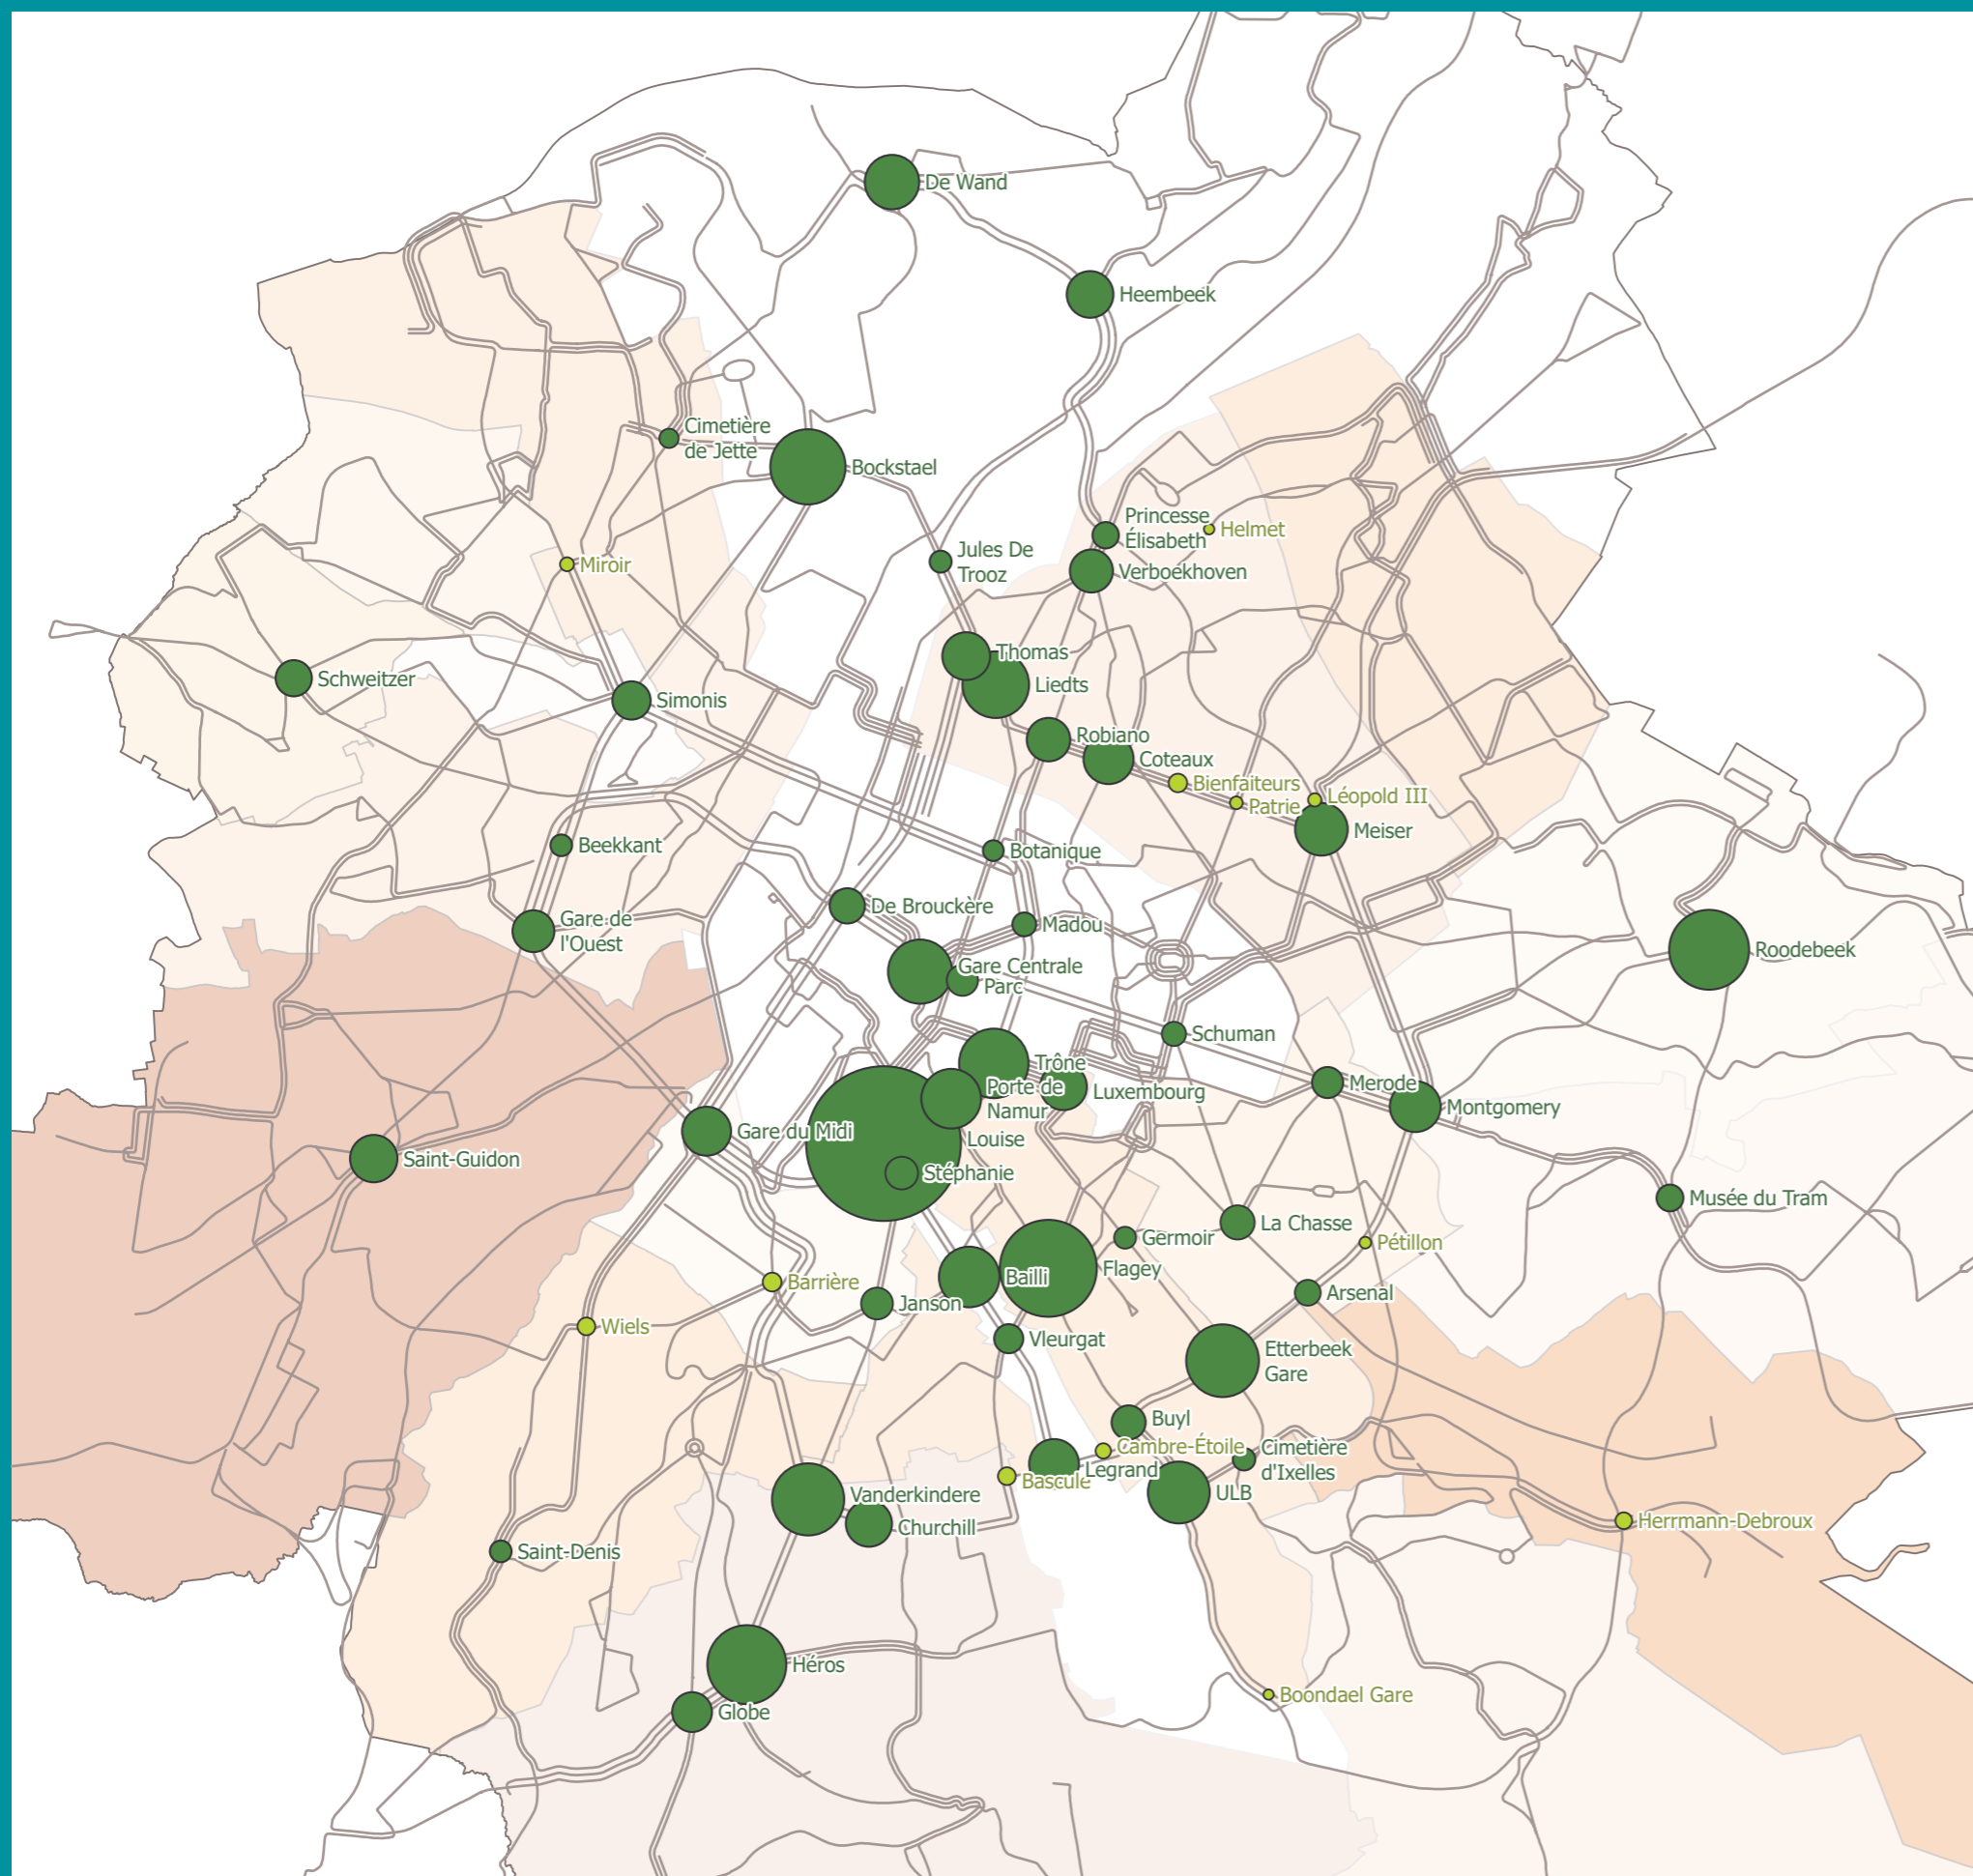 De Wand
Heembeek
Cimetière
de Jette
Bockstael
Princesse
Élisabeth
Helmet
Jules De
Trooz
Miroir
Verboekhoven
Thomas
Schweitzer
Liedts
Simonis
Robiano
Coteaux
Bienfaiteurs
Léopold III
Patrie
Meiser
Beekkant
Botanique
De Brouckère
Gare de
l'Ouest
Madou
Roodebeek
Gare Centrale
Parc
Schuman
Trône
Merode
Porte de
Namur
Luxembourg
Montgomery
Gare du Midi
Louise
Saint-Guidon
Stéphanie
Musée du Tram
La Chasse
Germoir
Pétillon
Flagey
Bailli
Barrière
Arsenal
Janson
Wiels
Vleurgat
Etterbeek
Gare
Buyl
Cambre-Étoile
Cimetière
d'Ixelles
Legrand
Bascule
ULB
Vanderkindere
Churchill
Herrmann-Debroux
Saint-Denis
Héros
Boondael Gare
Globe